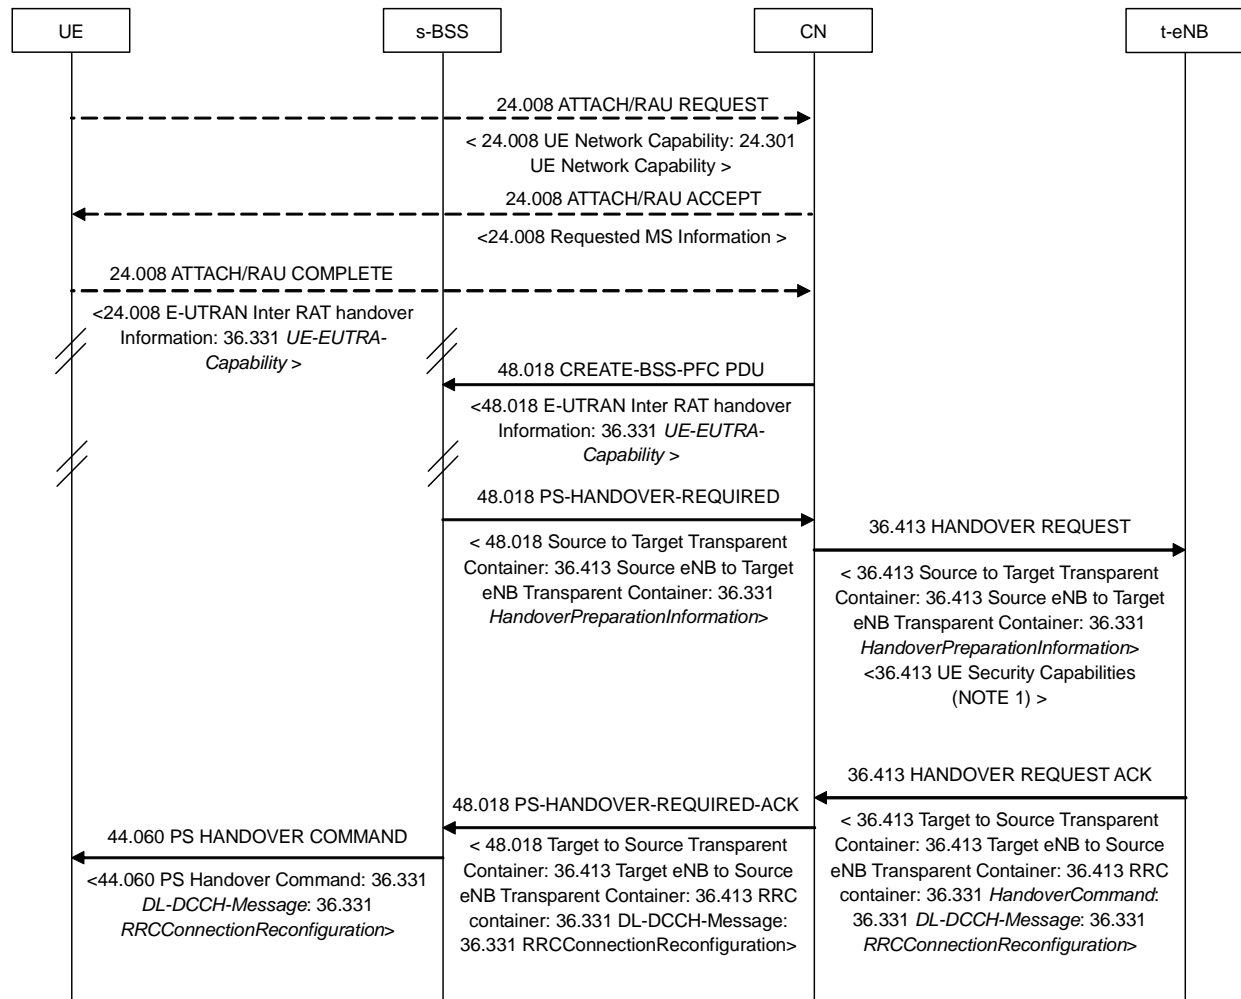 UE
s-BSS
CN
t-eNB
24.008 ATTACH/RAU REQUEST
< 24.008 UE Network Capability: 24.301
UE Network Capability >
24.008 ATTACH/RAU ACCEPT
<24.008 Requested MS Information >
24.008 ATTACH/RAU COMPLETE
<24.008 E-UTRAN Inter RAT handover
Information: 36.331 UE-EUTRA-
Capability >
48.018 CREATE-BSS-PFC PDU
<48.018 E-UTRAN Inter RAT handover
Information: 36.331 UE-EUTRA-
Capability >
48.018 PS-HANDOVER-REQUIRED
< 48.018 Source to Target Transparent
Container: 36.413 Source eNB to Target
eNB Transparent Container: 36.331
HandoverPreparationInformation>
36.413 HANDOVER REQUEST
< 36.413 Source to Target Transparent
Container: 36.413 Source eNB to Target
eNB Transparent Container: 36.331
HandoverPreparationInformation>
<36.413 UE Security Capabilities
(NOTE 1) >
36.413 HANDOVER REQUEST ACK
< 36.413 Target to Source Transparent
Container: 36.413 Target eNB to Source
eNB Transparent Container: 36.413 RRC
container: 36.331 HandoverCommand:
36.331 DL-DCCH-Message: 36.331
RRCConnectionReconfiguration>
48.018 PS-HANDOVER-REQUIRED-ACK
< 48.018 Target to Source Transparent
Container: 36.413 Target eNB to Source
eNB Transparent Container: 36.413 RRC
container: 36.331 DL-DCCH-Message:
36.331 RRCConnectionReconfiguration>
44.060 PS HANDOVER COMMAND
<44.060 PS Handover Command: 36.331
DL-DCCH-Message: 36.331
RRCConnectionReconfiguration>